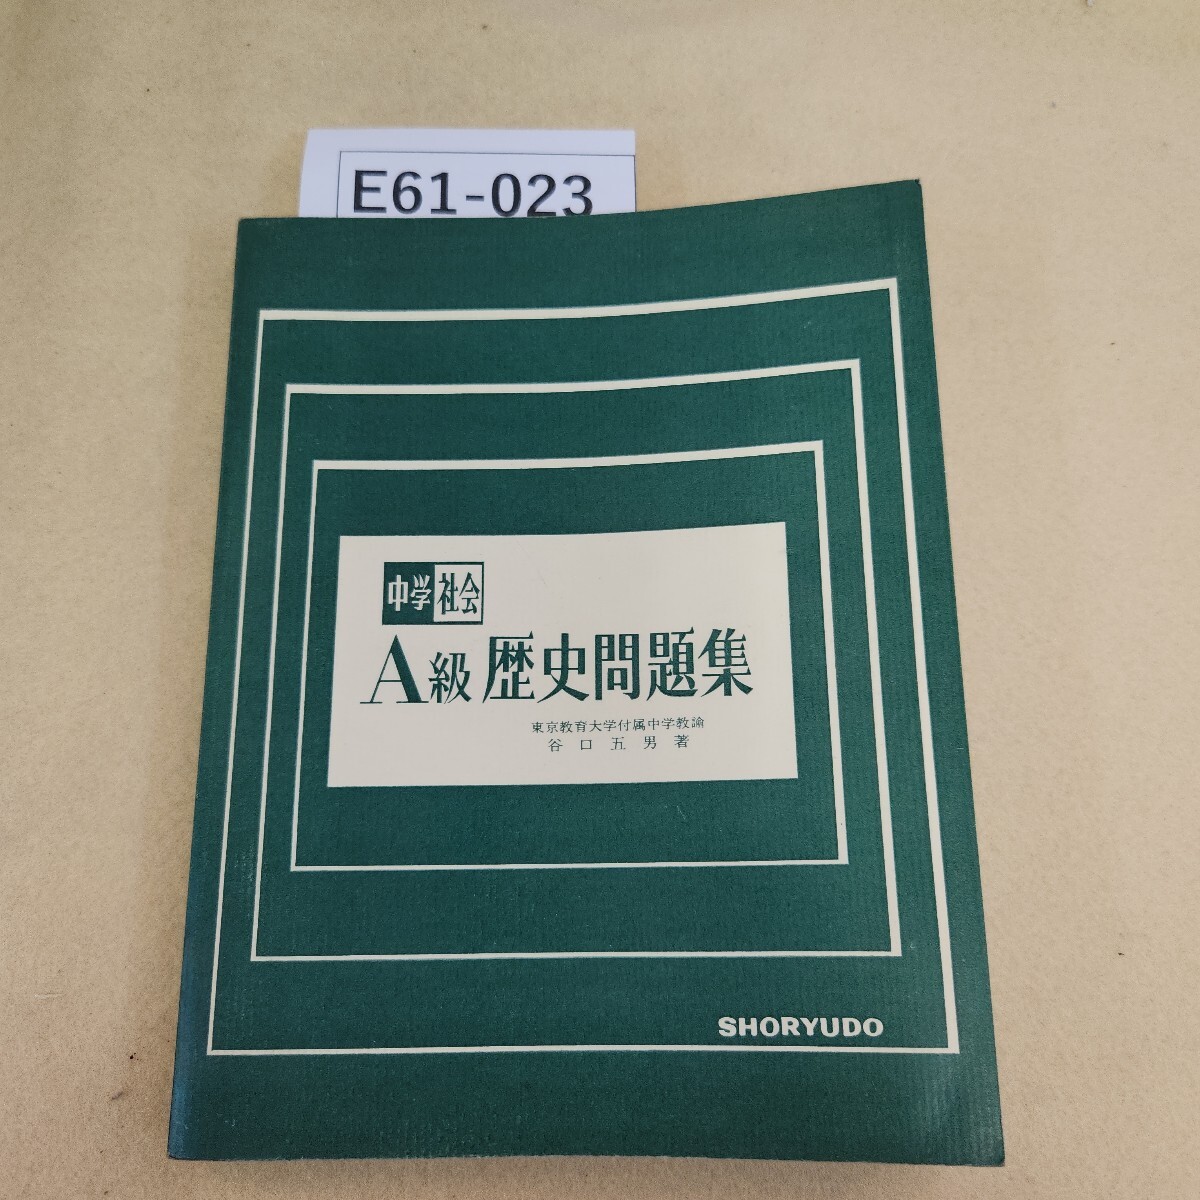 E61-023
中学社会
A級 歴史問題集
東京教育大学付属中学教諭
谷口五男著
SHORYUDO